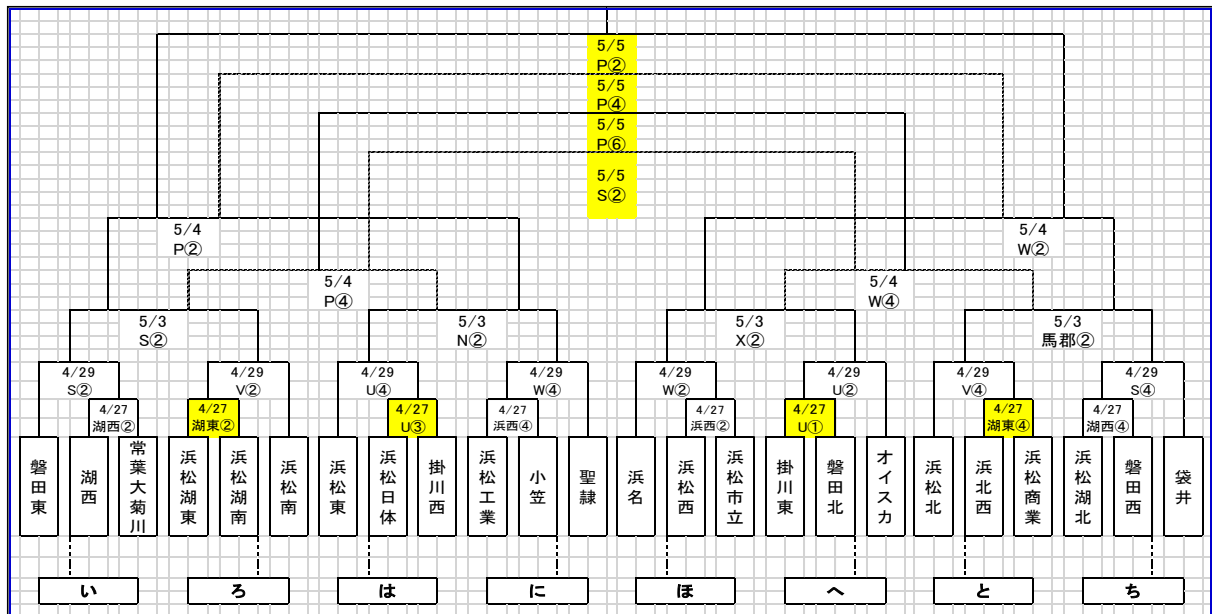 5/5
P②
5/5
P④
5/5
P⑥
5/5
S②
5/4
P②
5/4
W②
5/4
P④
5/4
W④
5/3
S②
5/3
N②
5/3
X②
5/3
馬郡②
4/29
S②
4/29
V②
4/29
U④
4/29
W④
4/29
W②
4/29
U②
4/29
V④
4/29
S④
4/27
湖西②
4/27
湖東②
4/27
U③
4/27
浜西④
4/27
浜西②
4/27
U①
4/27
湖東④
4/27
湖西④
磐田東
湖西
常葉大菊川
浜松湖東
浜松湖南
浜松南
浜松東
浜松日体
掛川西
浜松工業
小笠
聖隷
浜名
浜松西
浜松市立
掛川東
磐田北
オイスカ
浜松北
浜北西
浜松商業
浜松湖北
磐田西
袋井
い
ろ
は
に
ほ
へ
と
ち